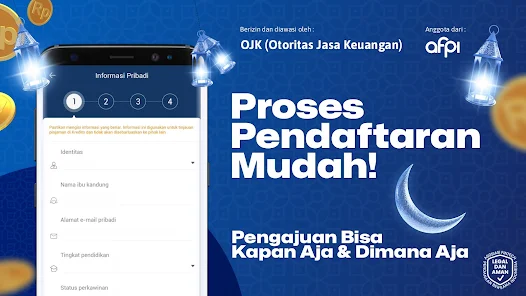 Berizin dan diawasi oleh :
OJK (Otoritas Jasa Keuangan)
Anggota dari :
afpi
Informasi Pribadi
1 2 3 4
Identitas
Nama ibu kandung
Alamat e-mail pribadi
Tingkat pendidikan
Status perkawinan
Proses
Pendaftaran
Mudah!
Pengajuan Bisa
Kapan Aja & Dimana Aja
LEGAL
DAN
AMAN
Rp